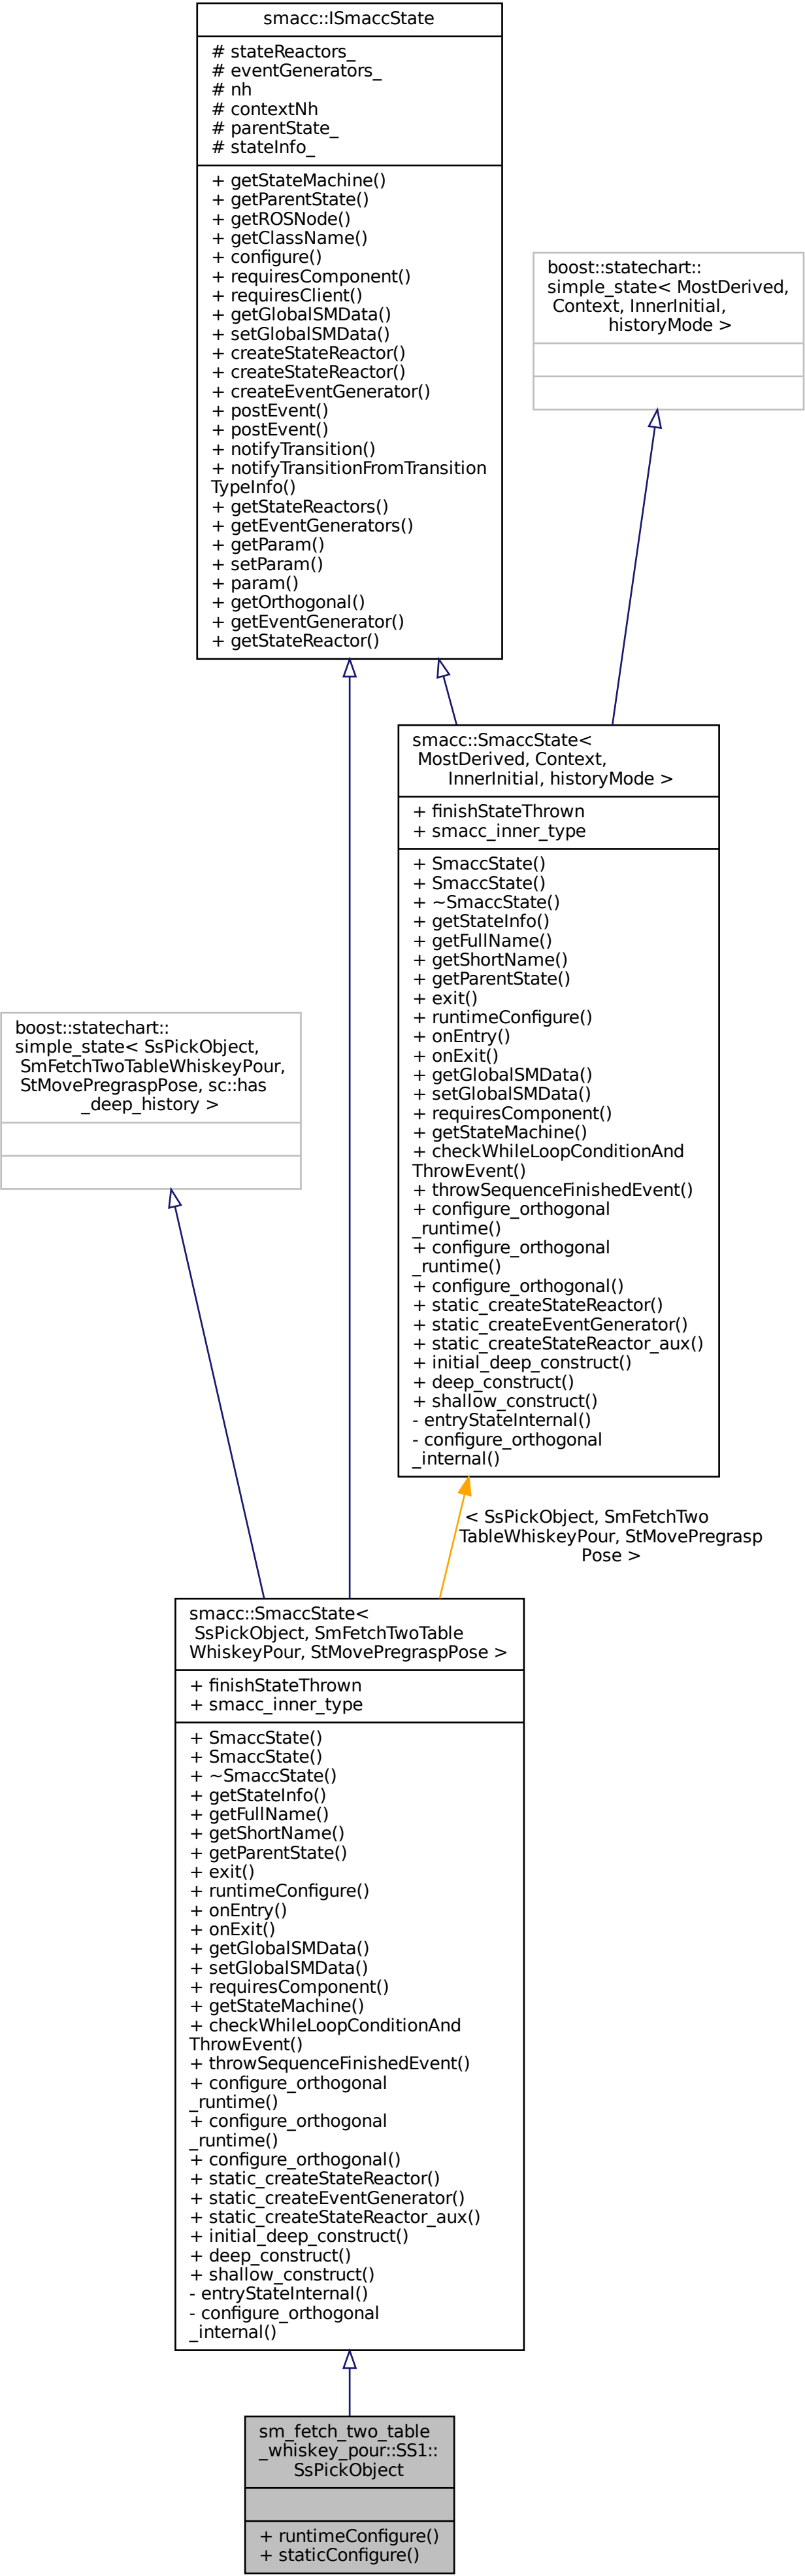 smacc::ISmaccState
# stateReactors_
# eventGenerators_
# nh
# contextNh
# parentState_
# stateInfo_
+ getStateMachine()
+ getParentState()
+ getROSNode()
+ getClassName()
+ configure()
+ requiresComponent()
+ requiresClient()
+ getGlobalSMData()
+ setGlobalSMData()
+ createStateReactor()
+ createStateReactor()
+ createEventGenerator()
+ postEvent()
+ postEvent()
+ notifyTransition()
+ notifyTransitionFromTransition
TypeInfo()
+ getStateReactors()
+ getEventGenerators()
+ getParam()
+ setParam()
+ param()
+ getOrthogonal()
+ getEventGenerator()
+ getStateReactor()
boost::statechart::
simple_state< MostDerived,
Context, InnerInitial,
historyMode >
smacc::SmaccState<
MostDerived, Context,
InnerInitial, historyMode >
+ finishStateThrown
+ smacc_inner_type
+ SmaccState()
+ SmaccState()
+ ~SmaccState()
+ getStateInfo()
+ getFullName()
+ getShortName()
+ getParentState()
+ exit()
+ runtimeConfigure()
+ onEntry()
+ onExit()
+ getGlobalSMData()
+ setGlobalSMData()
+ requiresComponent()
+ getStateMachine()
+ checkWhileLoopConditionAnd
ThrowEvent()
+ throwSequenceFinishedEvent()
+ configure_orthogonal
_runtime()
+ configure_orthogonal
_runtime()
+ configure_orthogonal()
+ static_createStateReactor()
+ static_createEventGenerator()
+ static_createStateReactor_aux()
+ initial_deep_construct()
+ deep_construct()
+ shallow_construct()
- entryStateInternal()
- configure_orthogonal
_internal()
boost::statechart::
simple_state< SsPickObject,
SmFetchTwoTableWhiskeyPour,
StMovePregraspPose, sc::has
_deep_history >
< SsPickObject, SmFetchTwo
TableWhiskeyPour, StMovePregrasp
Pose >
smacc::SmaccState<
SsPickObject, SmFetchTwoTable
WhiskeyPour, StMovePregraspPose >
+ finishStateThrown
+ smacc_inner_type
+ SmaccState()
+ SmaccState()
+ ~SmaccState()
+ getStateInfo()
+ getFullName()
+ getShortName()
+ getParentState()
+ exit()
+ runtimeConfigure()
+ onEntry()
+ onExit()
+ getGlobalSMData()
+ setGlobalSMData()
+ requiresComponent()
+ getStateMachine()
+ checkWhileLoopConditionAnd
ThrowEvent()
+ throwSequenceFinishedEvent()
+ configure_orthogonal
_runtime()
+ configure_orthogonal
_runtime()
+ configure_orthogonal()
+ static_createStateReactor()
+ static_createEventGenerator()
+ static_createStateReactor_aux()
+ initial_deep_construct()
+ deep_construct()
+ shallow_construct()
- entryStateInternal()
- configure_orthogonal
_internal()
sm_fetch_two_table
_whiskey_pour::SS1::
SsPickObject
+ runtimeConfigure()
+ staticConfigure()